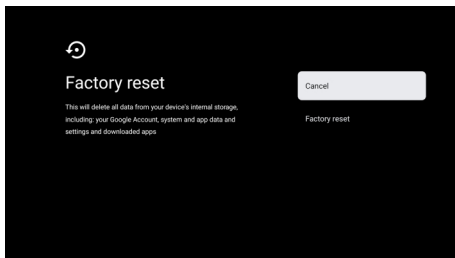 Factory reset
This will delete all data from your device's internal storage,
including: your Google Account, system and app data and
settings and downloaded apps
Cancel
Factory reset